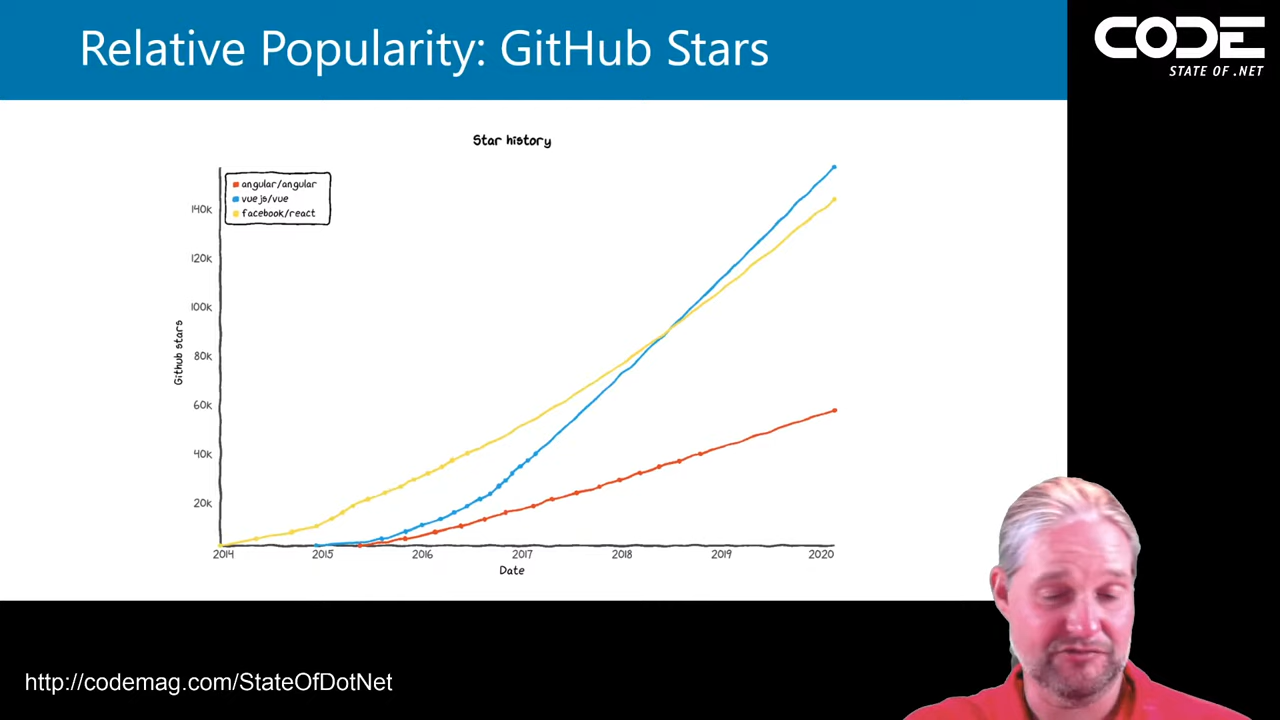 Relative Popularity: GitHub Stars
CODE
STATE OF .NET
Star history
angular/angular
vuejs/vue
facebook/react
140k
120k
100k
80k
60k
40k
20k
Github stars
2014 2015 2016 2017 2018 2019 2020
Date
http://codemag.com/StateOfDotNet